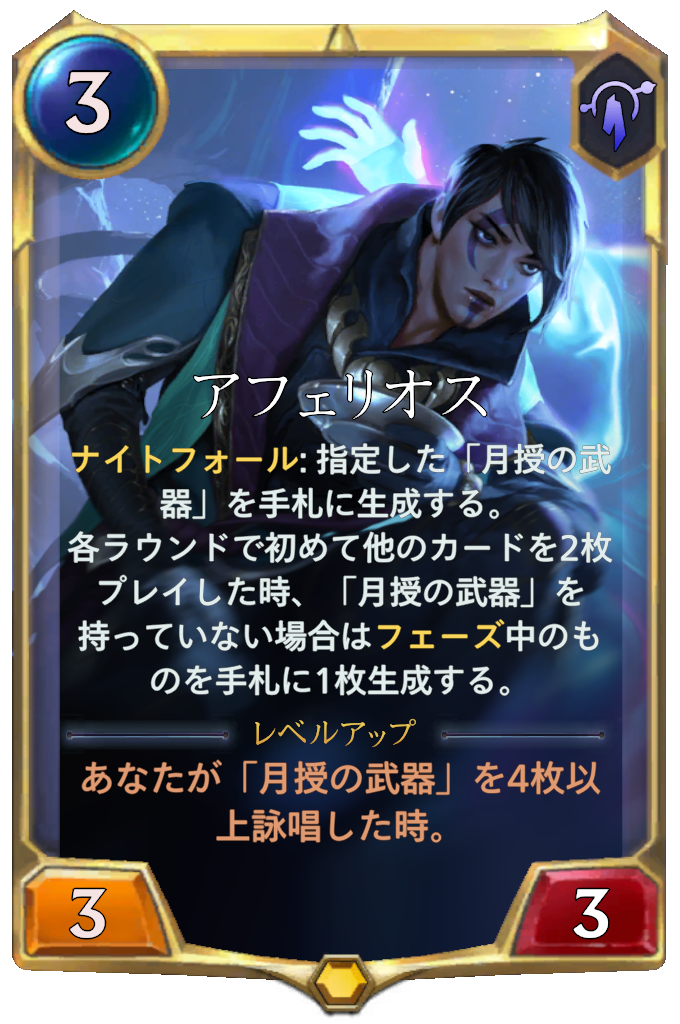 3
アフェリオス
ナイトフォール: 指定した「月授の武
器」を手札に生成する。
各ラウンドで初めて他のカードを2枚
プレイした時、「月授の武器」を
持っていない場合はフェーズ中のも
のを手札に1枚生成する。
レベルアップ
あなたが「月授の武器」を4枚以
上詠唱した時。
3
3